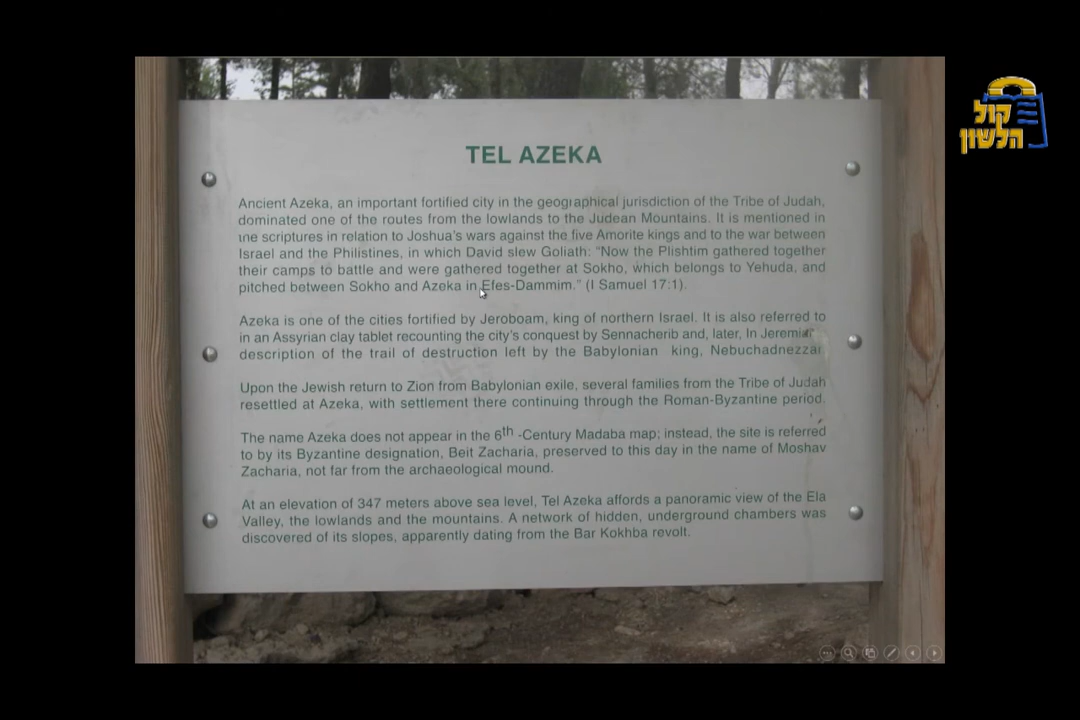 קול
הלשון
TEL AZEKA
Ancient Azeka, an important fortified city in the geographical jurisdiction of the Tribe of Judah,
dominated one of the routes from the lowlands to the Judean Mountains. It is mentioned in
the scriptures in relation to Joshua's wars against the five Amorite kings and to the war between
Israel and the Philistines, in which David slew Goliath: "Now the Plishtim gathered together
their camps to battle and were gathered together at Sokho, which belongs to Yehuda, and
pitched between Sokho and Azeka in Efes-Dammim." (I Samuel 17:1).
Azeka is one of the cities fortified by Jeroboam, king of northern Israel. It is also referred to
in an Assyrian clay tablet recounting the city's conquest by Sennacherib and, later, In Jeremiah
description of the trail of destruction left by the Babylonian king, Nebuchadnezzar
Upon the Jewish return to Zion from Babylonian exile, several families from the Tribe of Judah
resettled at Azeka, with settlement there continuing through the Roman-Byzantine period.
The name Azeka does not appear in the 6th -Century Madaba map; instead, the site is referred
to by its Byzantine designation, Beit Zacharia, preserved to this day in the name of Moshav
Zacharia, not far from the archaeological mound.
At an elevation of 347 meters above sea level, Tel Azeka affords a panoramic view of the Ela
Valley, the lowlands and the mountains. A network of hidden, underground chambers was
discovered of its slopes, apparently dating from the Bar Kokhba revolt.